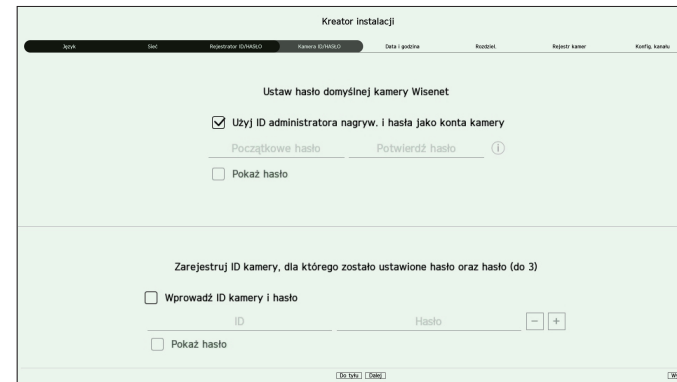 Kreator instalacji
Język Sieć Rejestrator ID/HASŁO Kamera ID/HASŁO Data i godzina Rozdziel. Rejestr kamer Konfig. kanału
Ustaw hasło domyślnej kamery Wisenet
Użyj ID administratora nagryw. i hasła jako konta kamery
Początkowe hasło Potwierdź hasło
Pokaż hasło
Zarejestruj ID kamery, dla którego zostało ustawione hasło oraz hasło (do 3)
Wprowadź ID kamery i hasło
ID Hasło
Pokaż hasło
Do tyłu Dalej